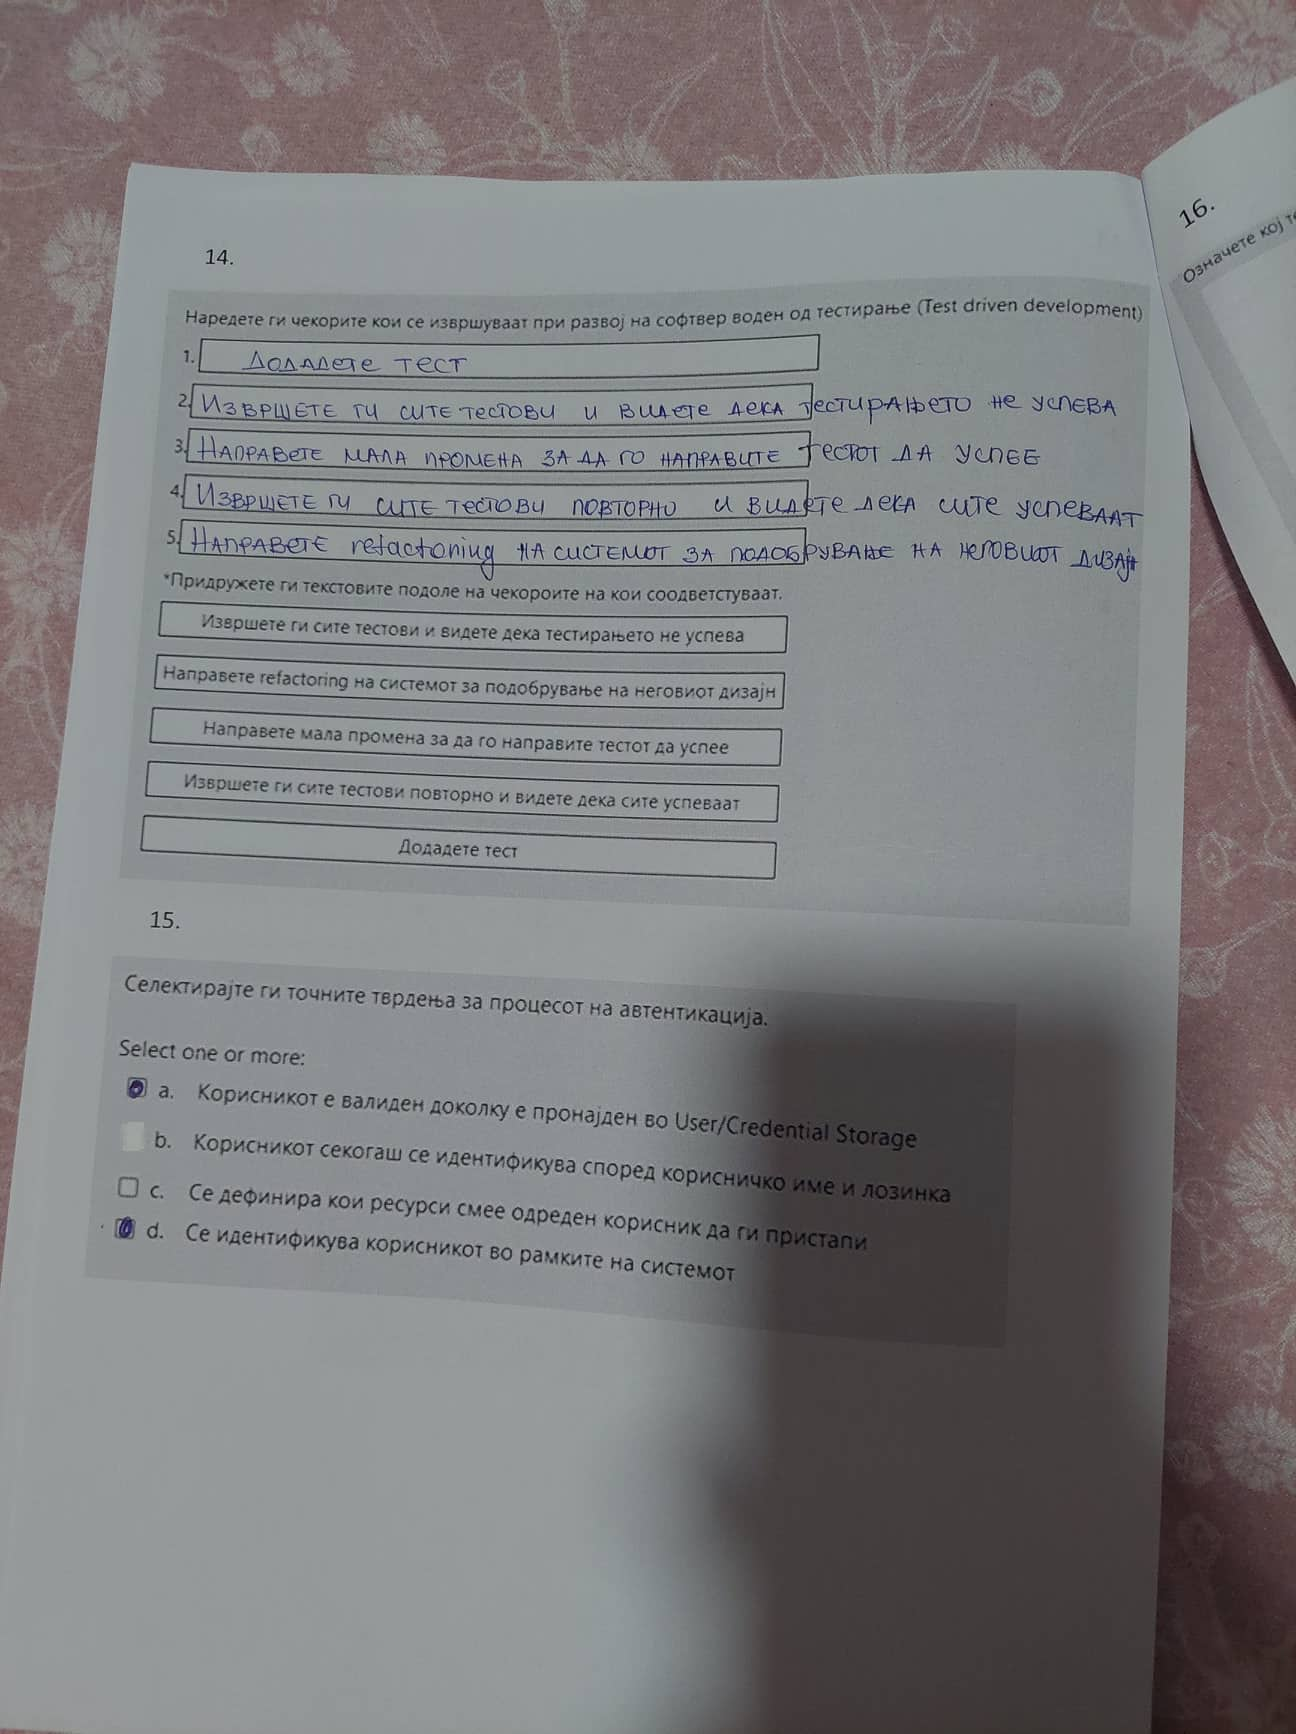 14.
Наредете ги чекорите кои се извршуваат при развој на софтвер воден од тестирање (Test driven development)
1. Додадете тест
2. Извршете ги сите тестови и видете дека тестирањето не успева
3. Направете мала промена за да го направите тестот да успее
4. Извршете ги сите тестови повторно и видете дека сите успеваат
5. Направете refactoring на системот за подобрување на неговиот дизајн
*Придружете ги текстовите подоле на чекороите на кои соодветстуваат.
Извршете ги сите тестови и видете дека тестирањето не успева
Направете refactoring на системот за подобрување на неговиот дизајн
Направете мала промена за да го направите тестот да успее
Извршете ги сите тестови повторно и видете дека сите успеваат
Додадете тест
15.
Селектирајте ги точните тврдења за процесот на автентикација.
Select one or more:
a. Корисникот е валиден доколку е пронајден во User/Credential Storage
b. Корисникот секогаш се идентификува според корисничко име и лозинка
c. Се дефинира кои ресурси смее одреден корисник да ги пристапи
d. Се идентификува корисникот во рамките на системот
16.
Означете кој